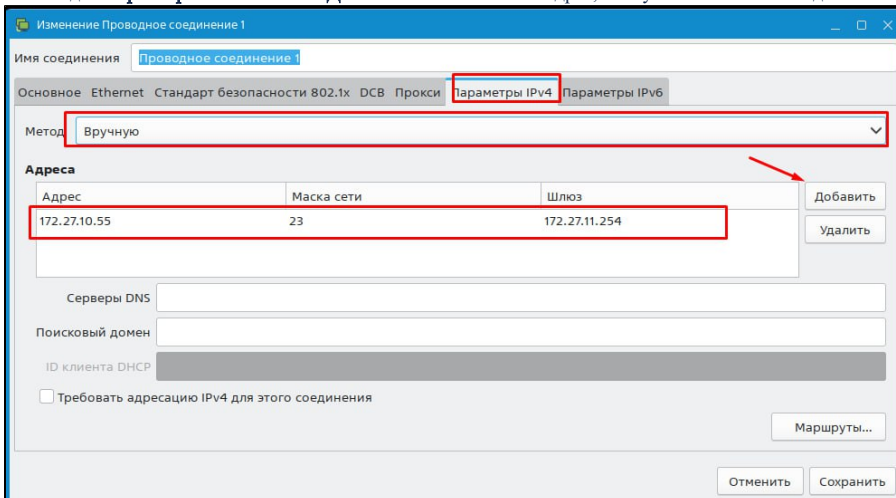 Изменение Проводное соединение 1
Имя соединения Проводное соединение 1
Основное Ethernet Стандарт безопасности 802.1x DCB Прокси Параметры IPv4 Параметры IPv6
Метод Вручную
Адреса
Адрес Маска сети Шлюз Добавить
172.27.10.55 23 172.27.11.254
Удалить
Серверы DNS
Поисковый домен
ID клиента DHCP
Требовать адресацию IPv4 для этого соединения
Маршруты...
Отменить Сохранить